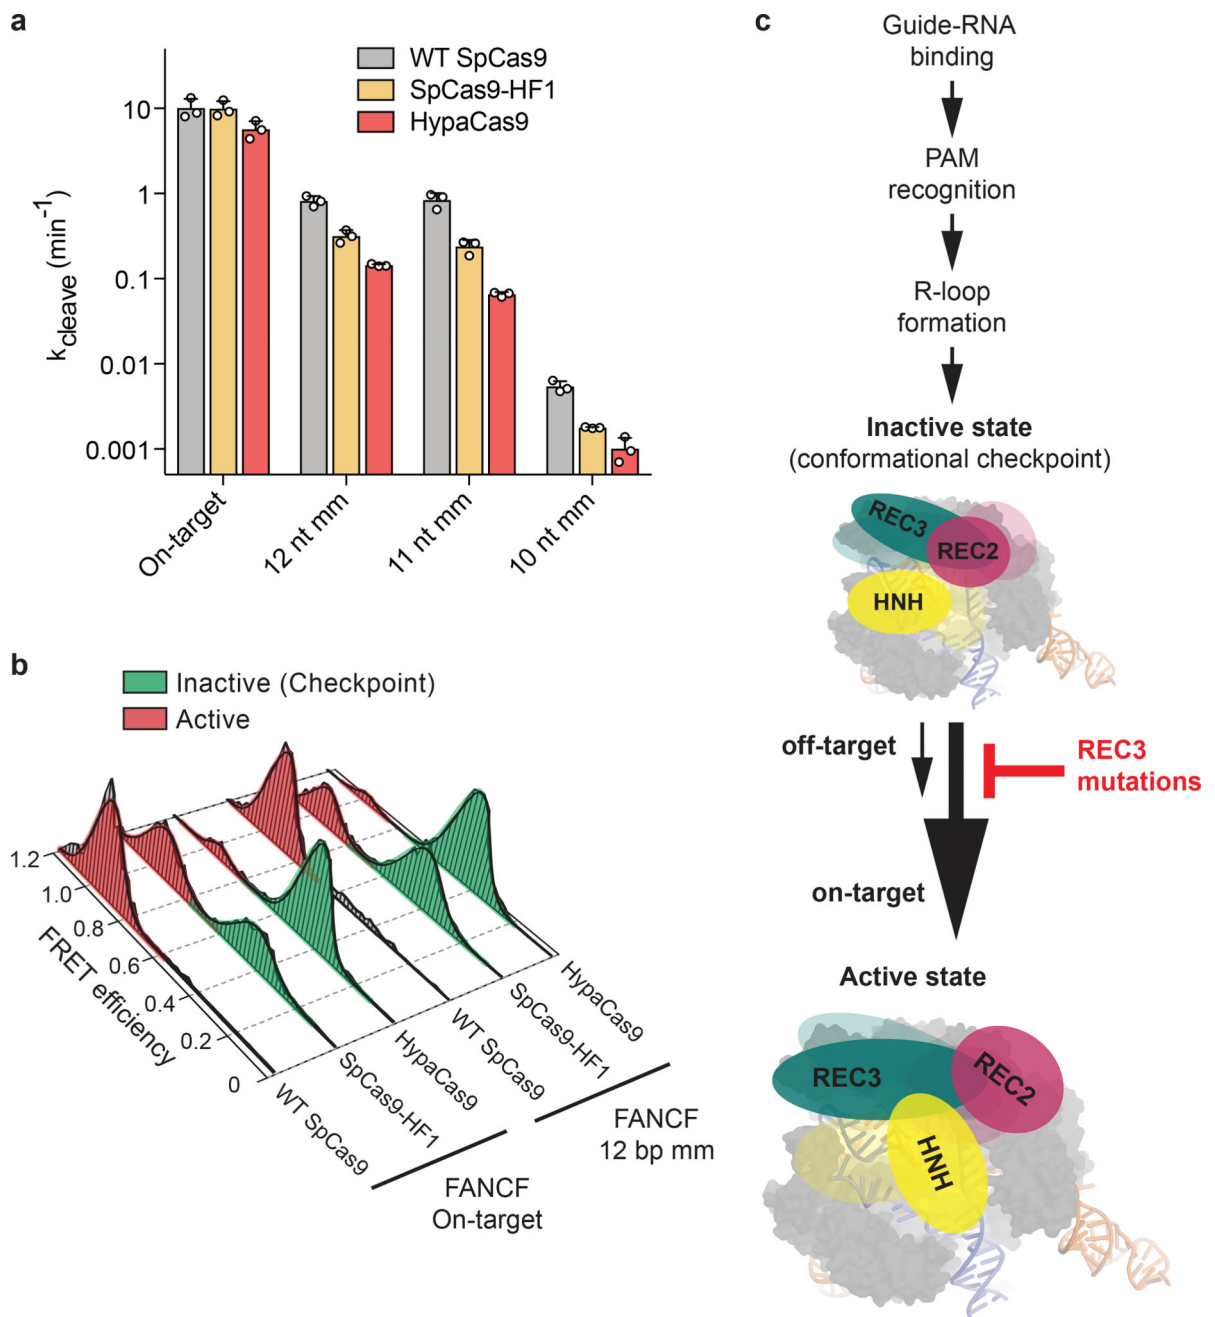 a
WT SpCas9
SpCas9-HF1
HypaCas9
10
1
0.1
0.01
0.001
kcleave (min-1)
On-target
12 nt mm
11 nt mm
10 nt mm
b
Inactive (Checkpoint)
Active
1.2
1.0
0.8
0.6
0.4
0.2
0
FRET efficiency
WT SpCas9
SpCas9-HF1
HypaCas9
WT SpCas9
SpCas9-HF1
HypaCas9
FANCF
On-target
FANCF
12 bp mm
c
Guide-RNA
binding
PAM
recognition
R-loop
formation
Inactive state
(conformational checkpoint)
REC3
REC2
HNH
off-target
REC3
mutations
on-target
Active state
REC3
REC2
HNH